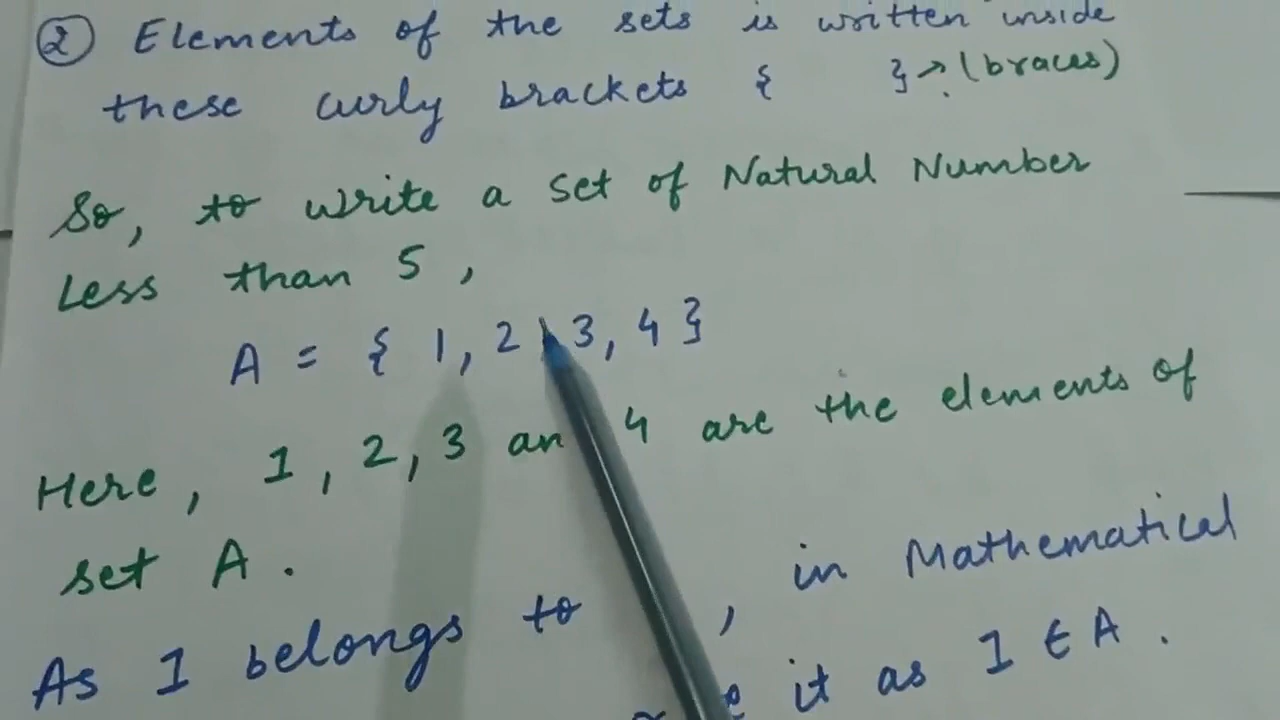 ② Elements of the sets is written inside
these curly brackets { } → (braces)
So, to write a set of Natural Number
Less than 5,
A = { 1, 2 3, 4 }
Here, 1, 2, 3 an 4 are the elements of
set A.
As 1 belongs to , in Mathematical
it as 1 ∈ A.